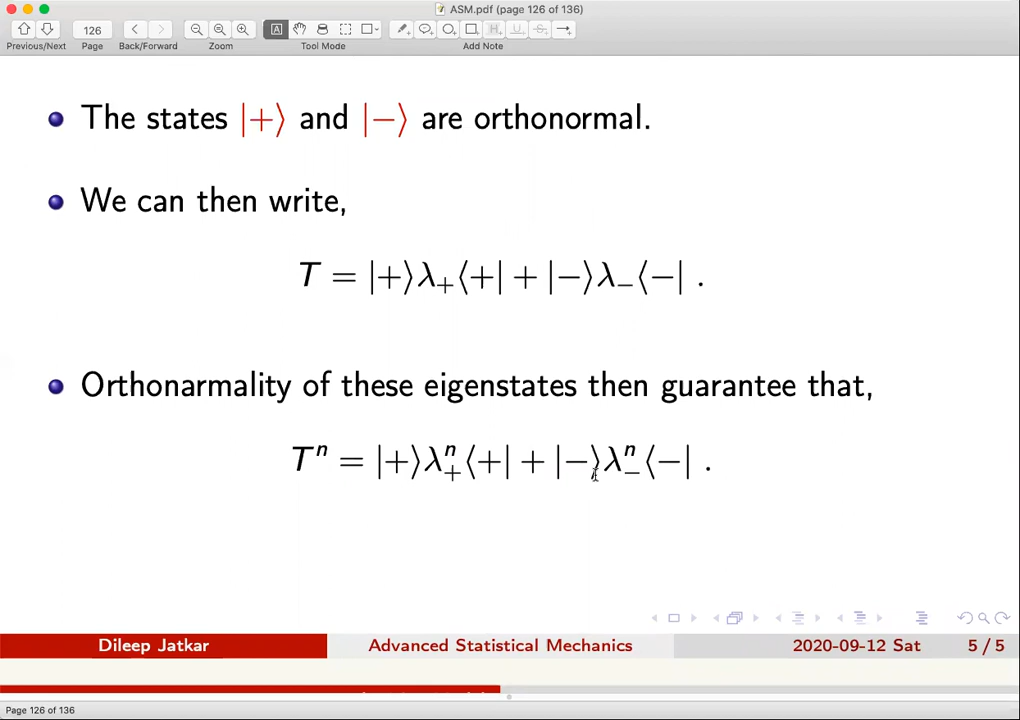 ASM.pdf (page 126 of 136)
126
Previous/Next Page Back/Forward Zoom Tool Mode Add Note
The states |+⟩ and |−⟩ are orthonormal.
We can then write,
T = |+⟩λ₊⟨+| + |−⟩λ₋⟨−| .
Orthonarmality of these eigenstates then guarantee that,
Tⁿ = |+⟩λ₊ⁿ⟨+| + |−⟩λ₋ⁿ⟨−| .
Dileep Jatkar Advanced Statistical Mechanics 2020-09-12 Sat 5 / 5
Page 126 of 136